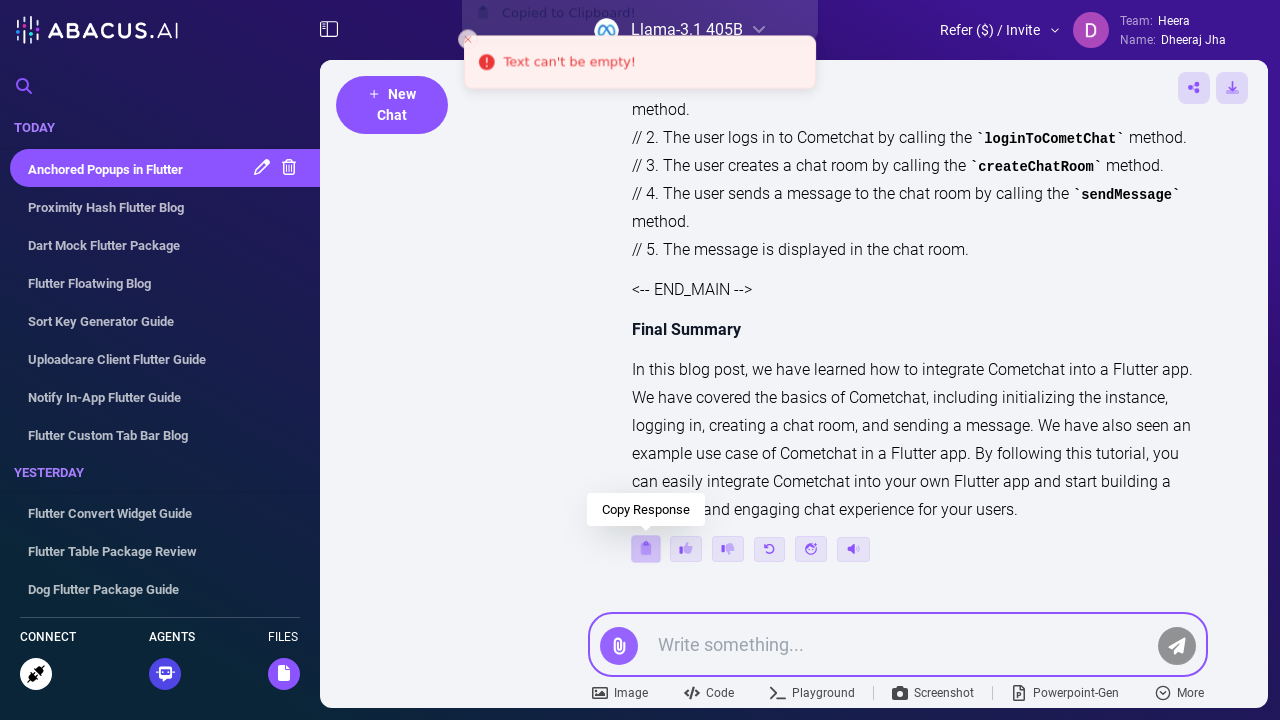 ABACUS.AI
Copied to Clipboard!
Llama-3.1 405B
Text can't be empty!
Refer ($) / Invite
D
Team: Heera
Name: Dheeraj Jha
+ New Chat
TODAY
Anchored Popups in Flutter
Proximity Hash Flutter Blog
Dart Mock Flutter Package
Flutter Floatwing Blog
Sort Key Generator Guide
Uploadcare Client Flutter Guide
Notify In-App Flutter Guide
Flutter Custom Tab Bar Blog
YESTERDAY
Flutter Convert Widget Guide
Flutter Table Package Review
Dog Flutter Package Guide
CONNECT
AGENTS
FILES
method.
// 2. The user logs in to Cometchat by calling the `loginToCometChat` method.
// 3. The user creates a chat room by calling the `createChatRoom` method.
// 4. The user sends a message to the chat room by calling the `sendMessage`
method.
// 5. The message is displayed in the chat room.
<-- END_MAIN -->
Final Summary
In this blog post, we have learned how to integrate Cometchat into a Flutter app.
We have covered the basics of Cometchat, including initializing the instance,
logging in, creating a chat room, and sending a message. We have also seen an
example use case of Cometchat in a Flutter app. By following this tutorial, you
can easily integrate Cometchat into your own Flutter app and start building a
and engaging chat experience for your users.
Copy Response
Write something...
Image
Code
Playground
Screenshot
Powerpoint-Gen
More